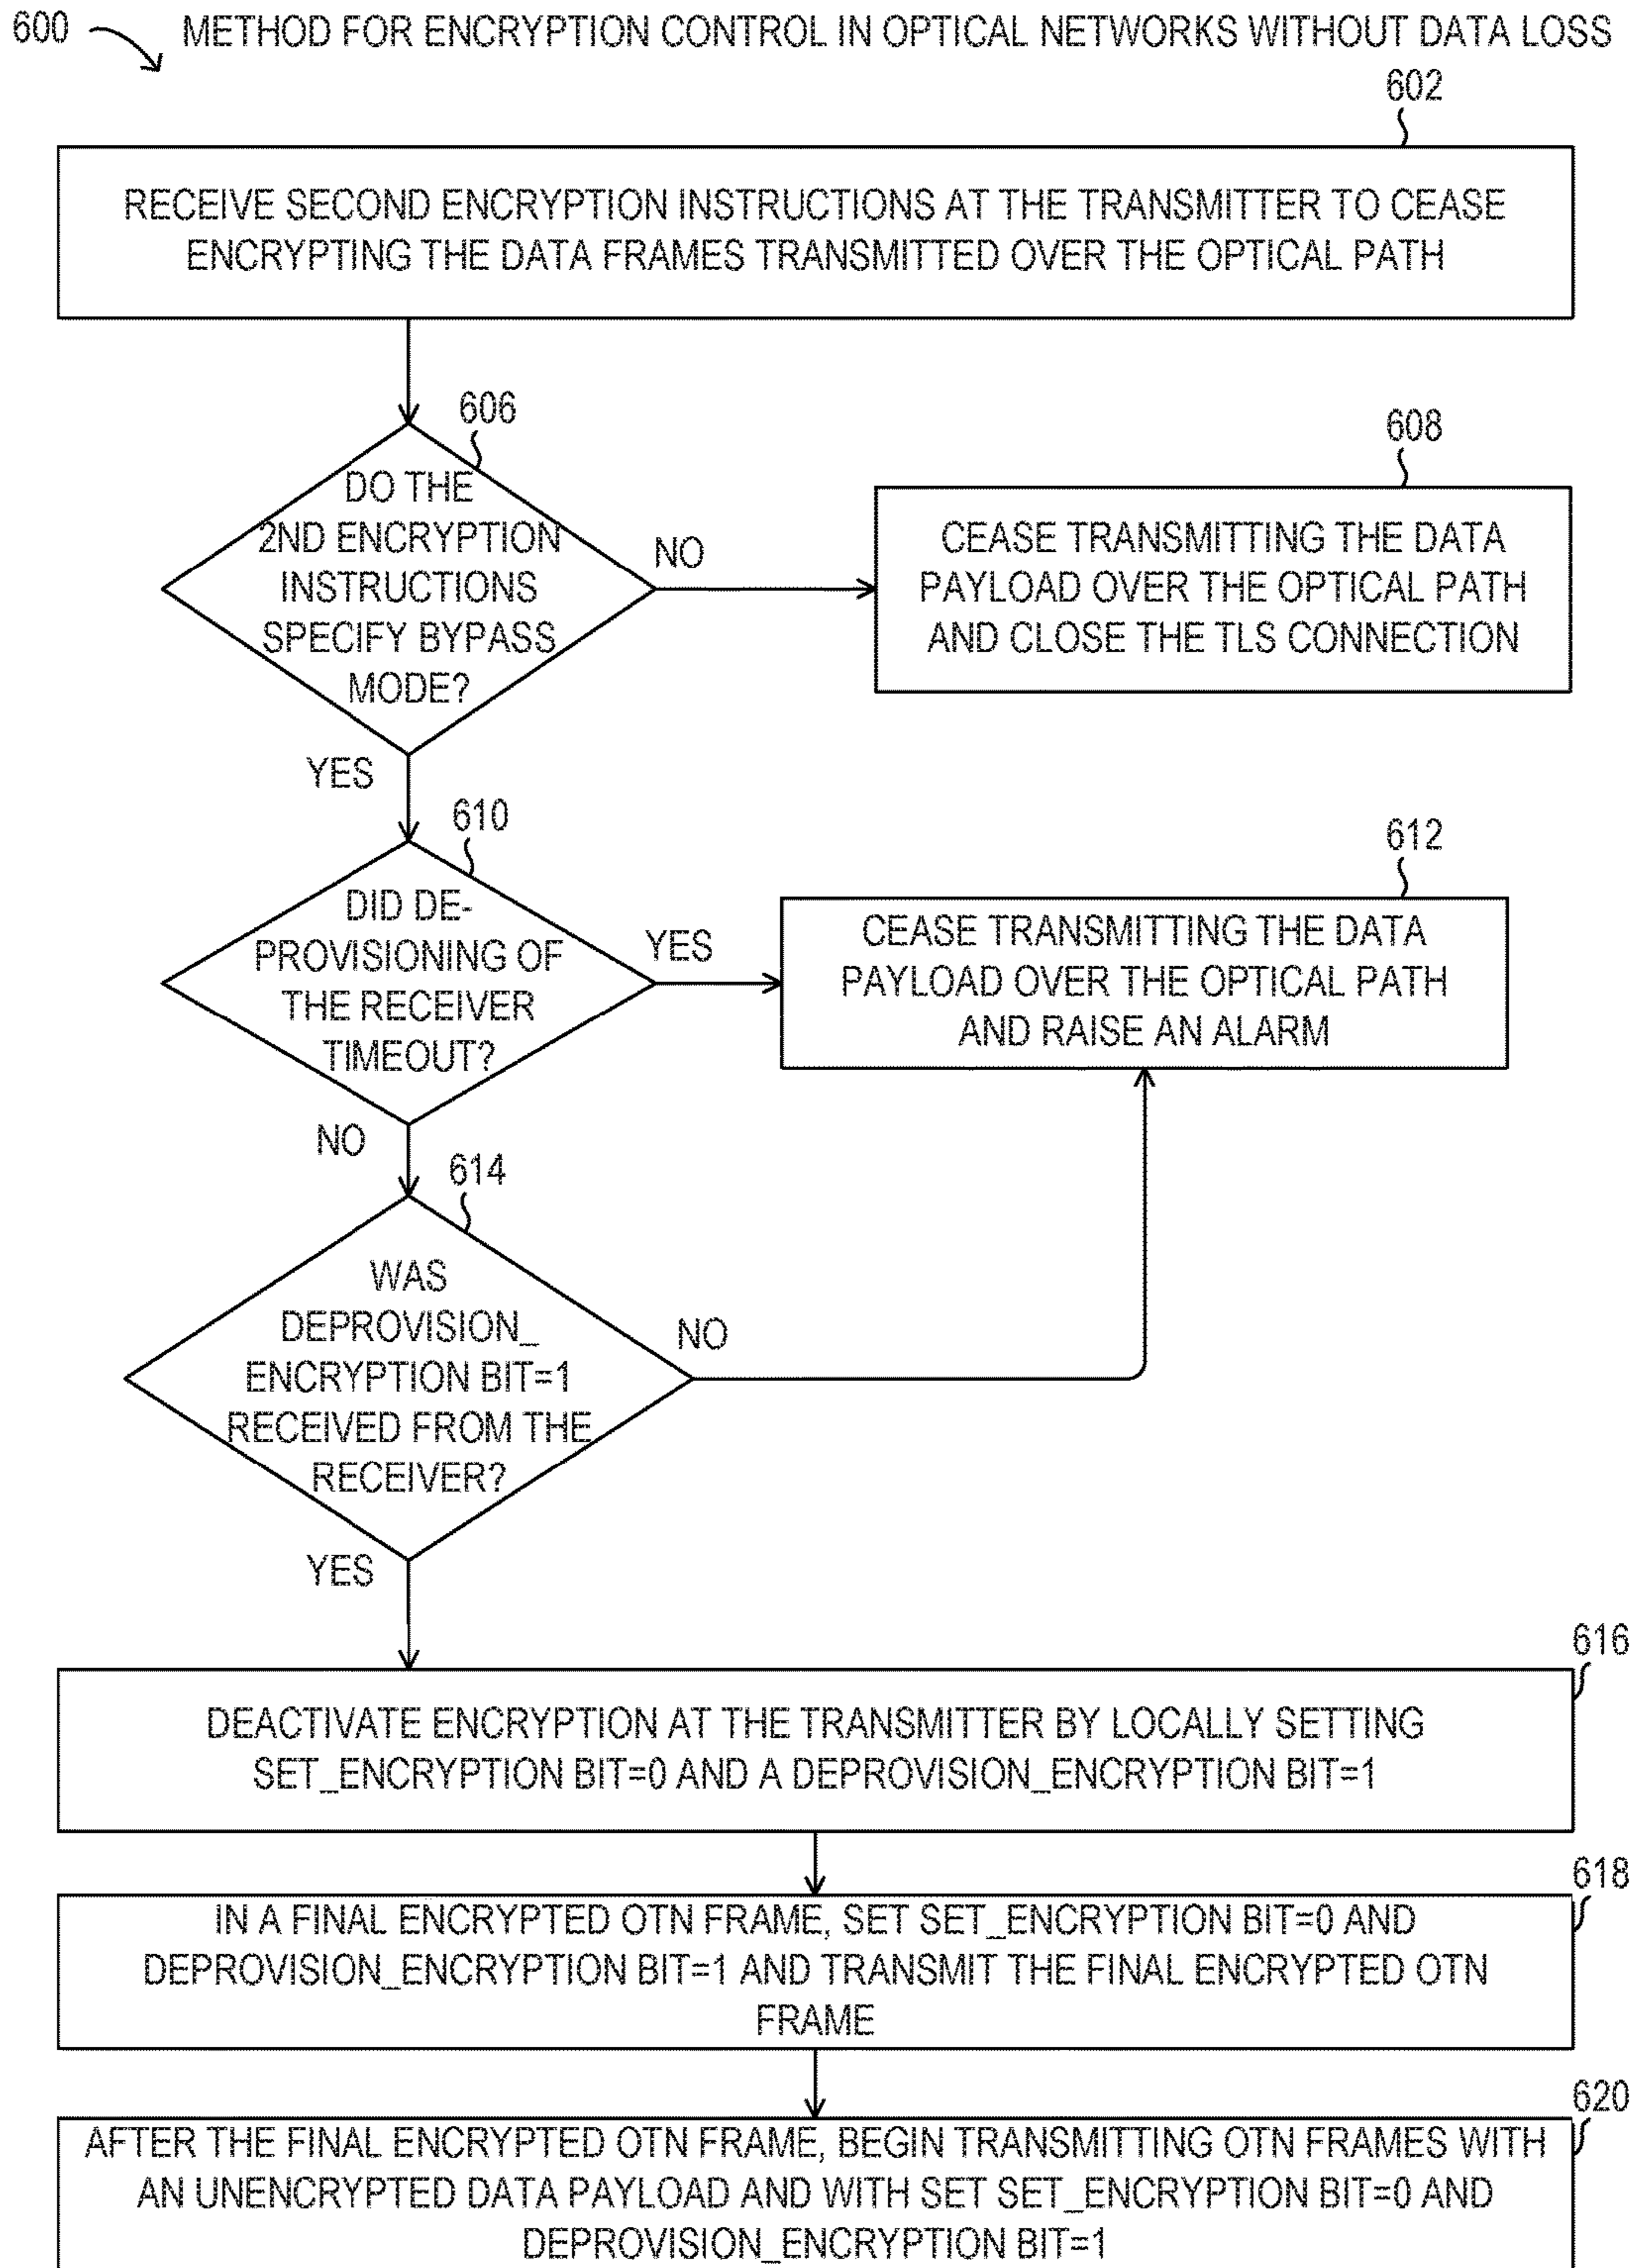 600 METHOD FOR ENCRYPTION CONTROL IN OPTICAL NETWORKS WITHOUT DATA LOSS
602
RECEIVE SECOND ENCRYPTION INSTRUCTIONS AT THE TRANSMITTER TO CEASE
ENCRYPTING THE DATA FRAMES TRANSMITTED OVER THE OPTICAL PATH
606
DO THE
2ND ENCRYPTION
INSTRUCTIONS
SPECIFY BYPASS
MODE?
NO
YES
608
CEASE TRANSMITTING THE DATA
PAYLOAD OVER THE OPTICAL PATH
AND CLOSE THE TLS CONNECTION
610
DID DE-
PROVISIONING OF
THE RECEIVER
TIMEOUT?
YES
NO
612
CEASE TRANSMITTING THE DATA
PAYLOAD OVER THE OPTICAL PATH
AND RAISE AN ALARM
614
WAS
DEPROVISION_
ENCRYPTION BIT=1
RECEIVED FROM THE
RECEIVER?
NO
YES
616
DEACTIVATE ENCRYPTION AT THE TRANSMITTER BY LOCALLY SETTING
SET_ENCRYPTION BIT=0 AND A DEPROVISION_ENCRYPTION BIT=1
618
IN A FINAL ENCRYPTED OTN FRAME, SET SET_ENCRYPTION BIT=0 AND
DEPROVISION_ENCRYPTION BIT=1 AND TRANSMIT THE FINAL ENCRYPTED OTN
FRAME
620
AFTER THE FINAL ENCRYPTED OTN FRAME, BEGIN TRANSMITTING OTN FRAMES WITH
AN UNENCRYPTED DATA PAYLOAD AND WITH SET SET_ENCRYPTION BIT=0 AND
DEPROVISION_ENCRYPTION BIT=1